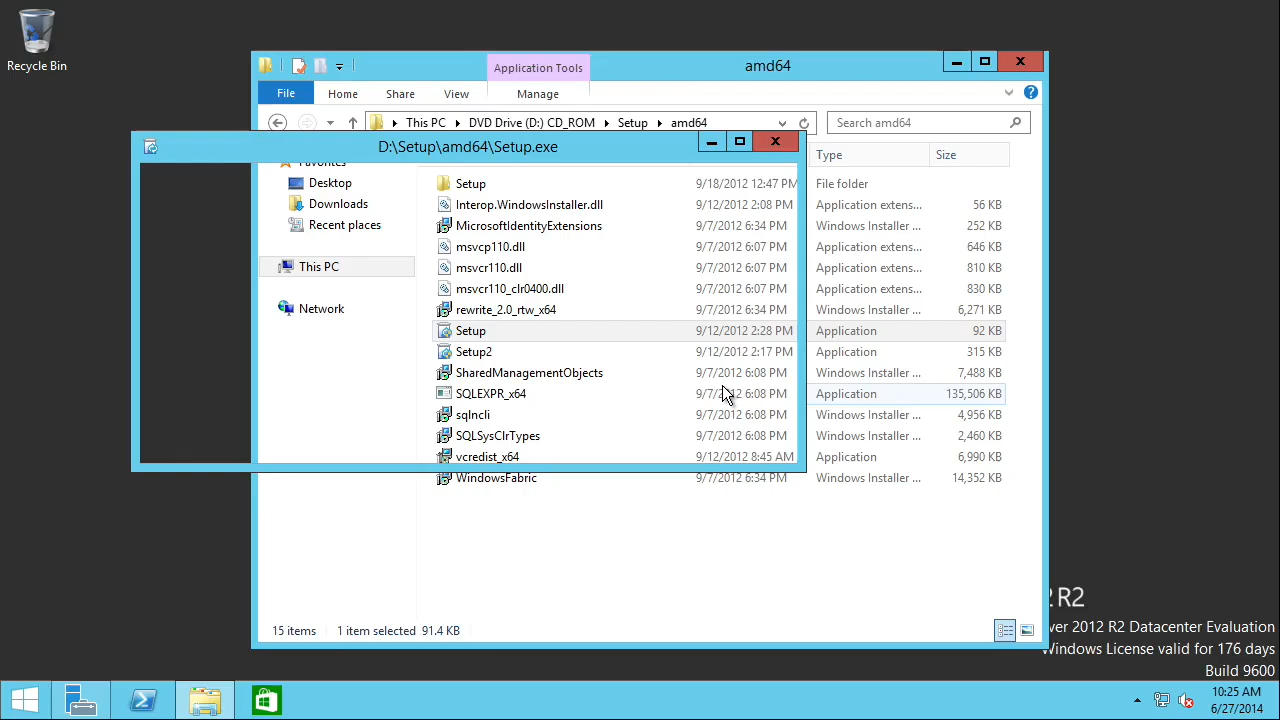 Recycle Bin
Application Tools
amd64
File
Home
Share
View
Manage
This PC
DVD Drive (D:) CD_ROM
Setup
amd64
Search amd64
D:\Setup\amd64\Setup.exe
Type
Size
Favorites
Desktop
Downloads
Recent places
This PC
Network
Setup 9/18/2012 12:47 PM File folder
Interop.WindowsInstaller.dll 9/12/2012 2:08 PM Application extens... 56 KB
MicrosoftIdentityExtensions 9/7/2012 6:34 PM Windows Installer ... 252 KB
msvcp110.dll 9/7/2012 6:07 PM Application extens... 646 KB
msvcr110.dll 9/7/2012 6:07 PM Application extens... 810 KB
msvcr110_clr0400.dll 9/7/2012 6:07 PM Application extens... 830 KB
rewrite_2.0_rtw_x64 9/7/2012 6:34 PM Windows Installer ... 6,271 KB
Setup 9/12/2012 2:28 PM Application 92 KB
Setup2 9/12/2012 2:17 PM Application 315 KB
SharedManagementObjects 9/7/2012 6:08 PM Windows Installer ... 7,488 KB
SQLEXPR_x64 9/7/2012 6:08 PM Application 135,506 KB
sqlncli 9/7/2012 6:08 PM Windows Installer ... 4,956 KB
SQLSysClrTypes 9/7/2012 6:08 PM Windows Installer ... 2,460 KB
vcredist_x64 9/12/2012 8:45 AM Application 6,990 KB
WindowsFabric 9/7/2012 6:34 PM Windows Installer ... 14,352 KB
15 items 1 item selected 91.4 KB
2 R2
ver 2012 R2 Datacenter Evaluation
Windows License valid for 176 days
Build 9600
10:25 AM
6/27/2014